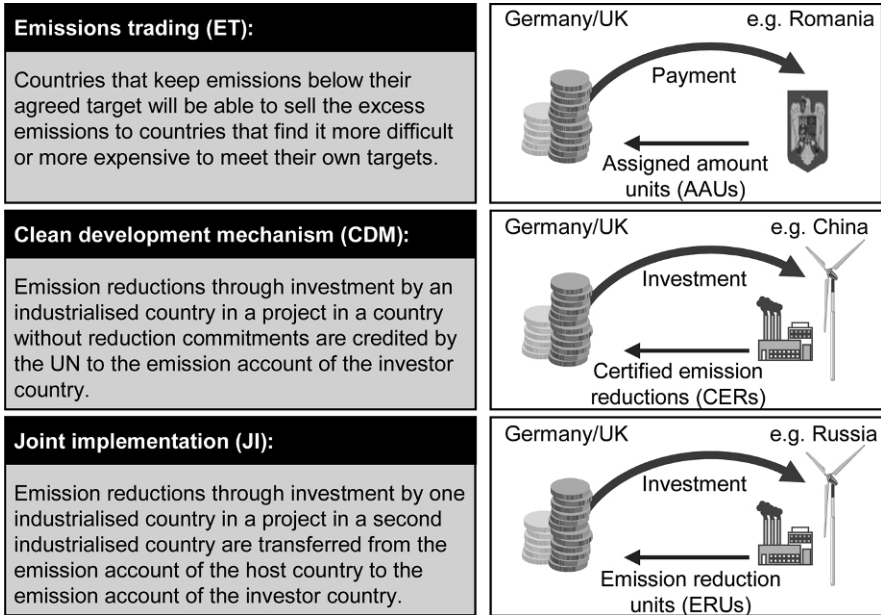 Emissions trading (ET):
Countries that keep emissions below their
agreed target will be able to sell the excess
emissions to countries that find it more difficult
or more expensive to meet their own targets.
Germany/UK
e.g. Romania
Payment
Assigned amount
units (AAUs)
Clean development mechanism (CDM):
Emission reductions through investment by an
industrialised country in a project in a country
without reduction commitments are credited by
the UN to the emission account of the investor
country.
Germany/UK
e.g. China
Investment
Certified emission
reductions (CERs)
Joint implementation (JI):
Emission reductions through investment by one
industrialised country in a project in a second
industrialised country are transferred from the
emission account of the host country to the
emission account of the investor country.
Germany/UK
e.g. Russia
Investment
Emission reduction
units (ERUs)